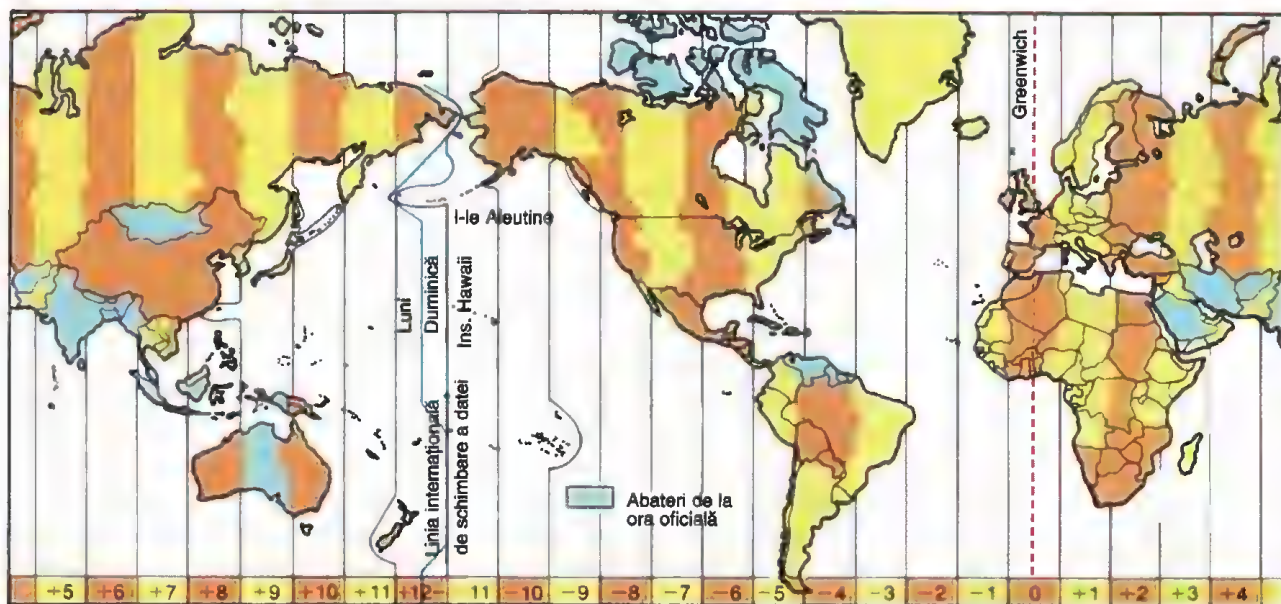 Greenwich
I-le Aleutine
Luni
Duminică
Ins. Hawaii
Linia internațională
de schimbare a datei
Abateri de la
ora oficială
+5 +6 +7 +8 +9 +10 +11 +12- 11 -10 -9 -8 -7 -6 -5 -4 -3 -2 -1 0 +1 +2 +3 +4